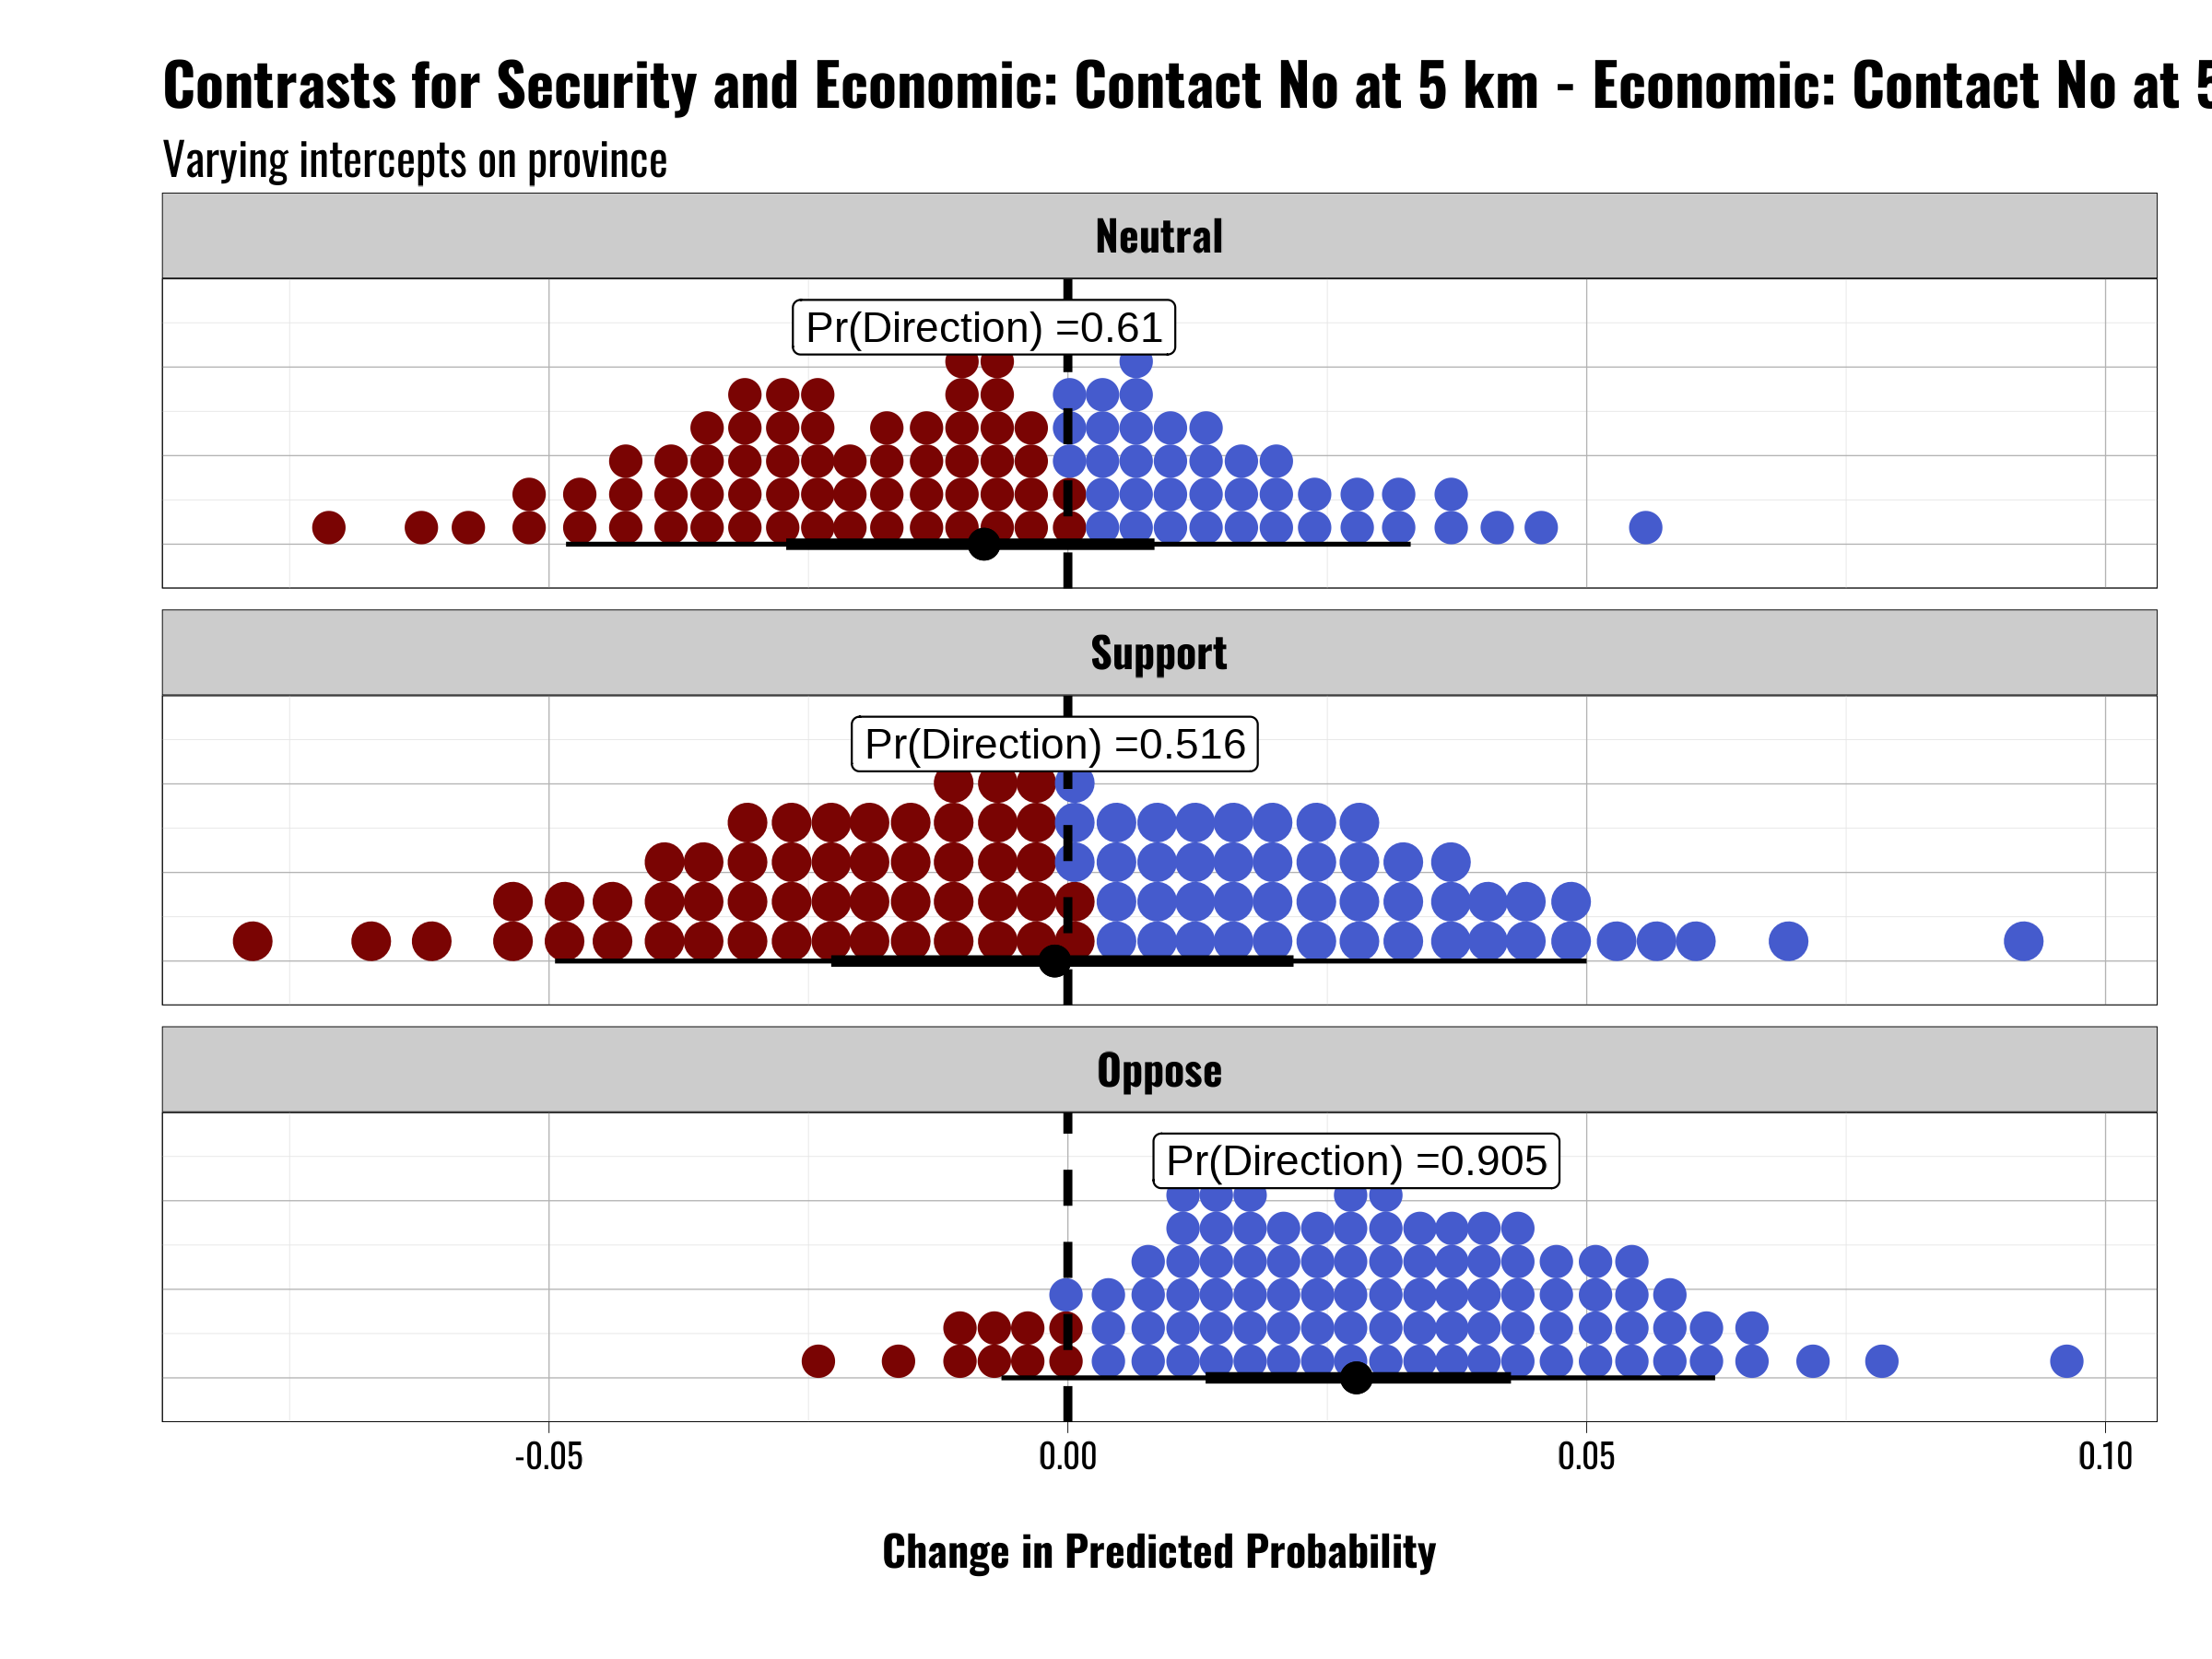 Contrasts for Security and Economic: Contact No at 5 km - Economic: Contact No at 5
Varying intercepts on province
Neutral
Pr(Direction) =0.61
Support
Pr(Direction) =0.516
Oppose
Pr(Direction) =0.905
-0.05 0.00 0.05 0.10
Change in Predicted Probability